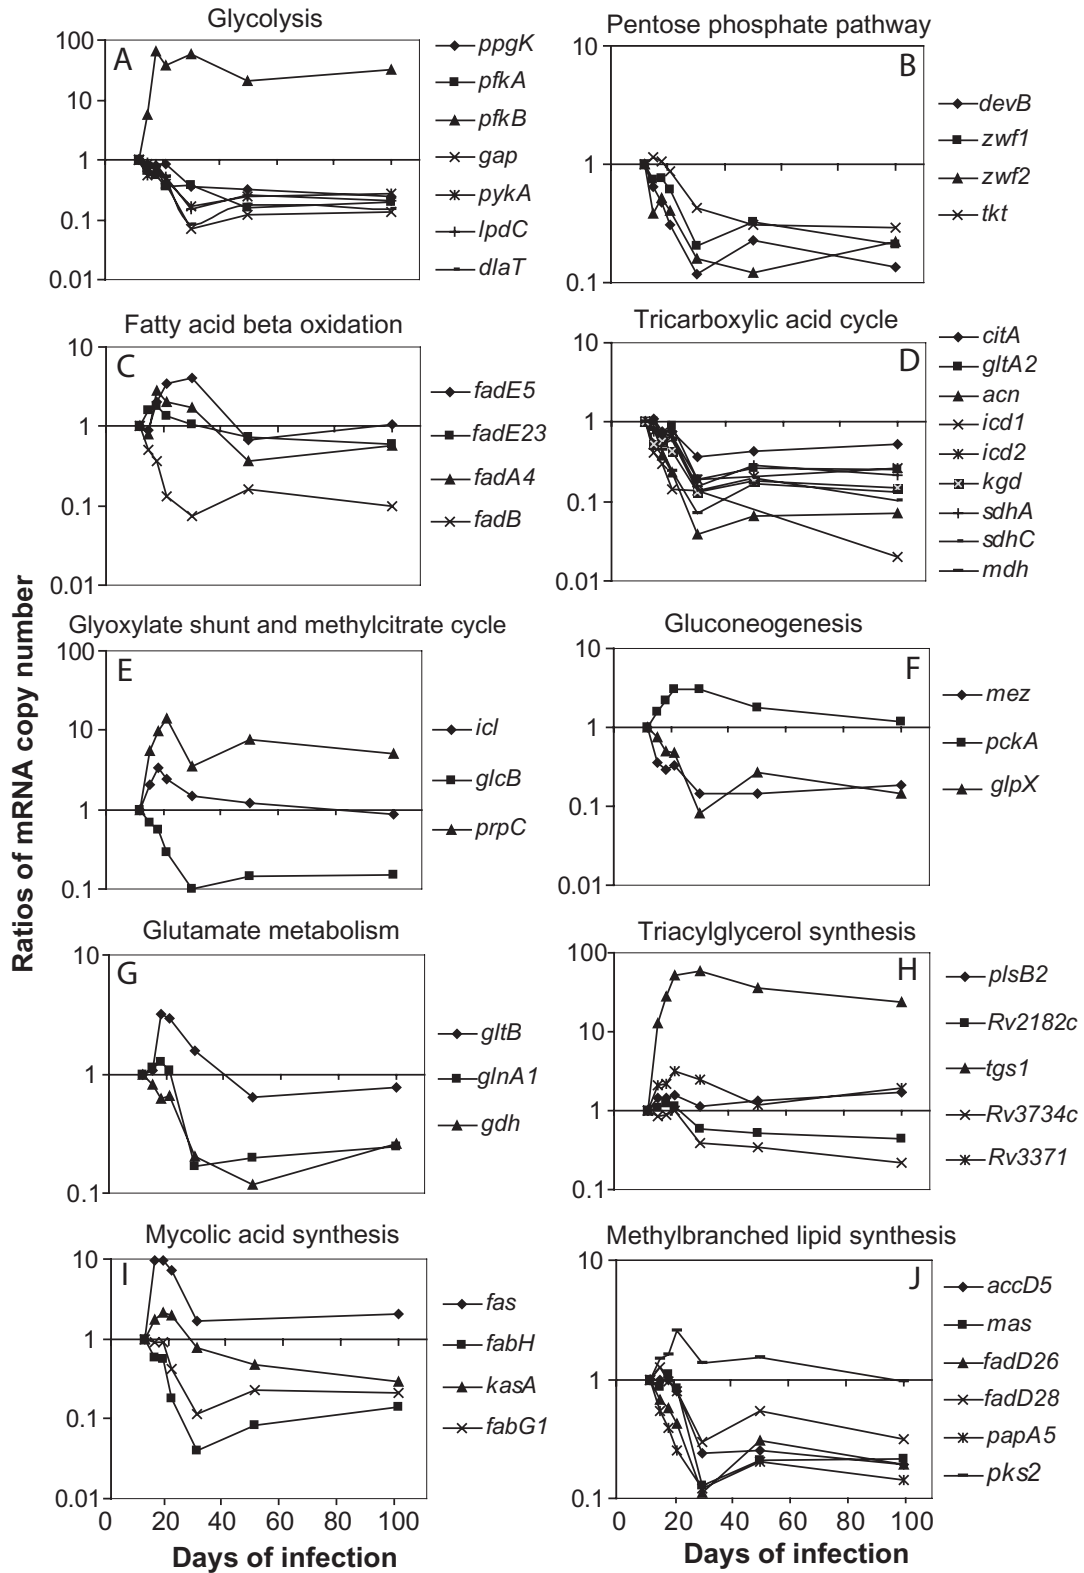 Ratios of mRNA copy number
Glycolysis
A
100
10
1
0.1
0.01
ppgK
pfkA
pfkB
gap
pykA
lpdC
dlaT
Pentose phosphate pathway
B
10
1
0.1
devB
zwf1
zwf2
tkt
Fatty acid beta oxidation
C
10
1
0.1
0.01
fadE5
fadE23
fadA4
fadB
Tricarboxylic acid cycle
D
10
1
0.1
0.01
citA
gltA2
acn
icd1
icd2
kgd
sdhA
sdhC
mdh
Glyoxylate shunt and methylcitrate cycle
E
100
10
1
0.1
icl
glcB
prpC
Gluconeogenesis
F
10
1
0.1
0.01
mez
pckA
glpX
Glutamate metabolism
G
10
1
0.1
gltB
glnA1
gdh
Triacylglycerol synthesis
H
100
10
1
0.1
plsB2
Rv2182c
tgs1
Rv3734c
Rv3371
Mycolic acid synthesis
I
10
1
0.1
0.01
fas
fabH
kasA
fabG1
0 20 40 60 80 100
Days of infection
Methylbranched lipid synthesis
J
10
1
0.1
accD5
mas
fadD26
fadD28
papA5
pks2
0 20 40 60 80 100
Days of infection